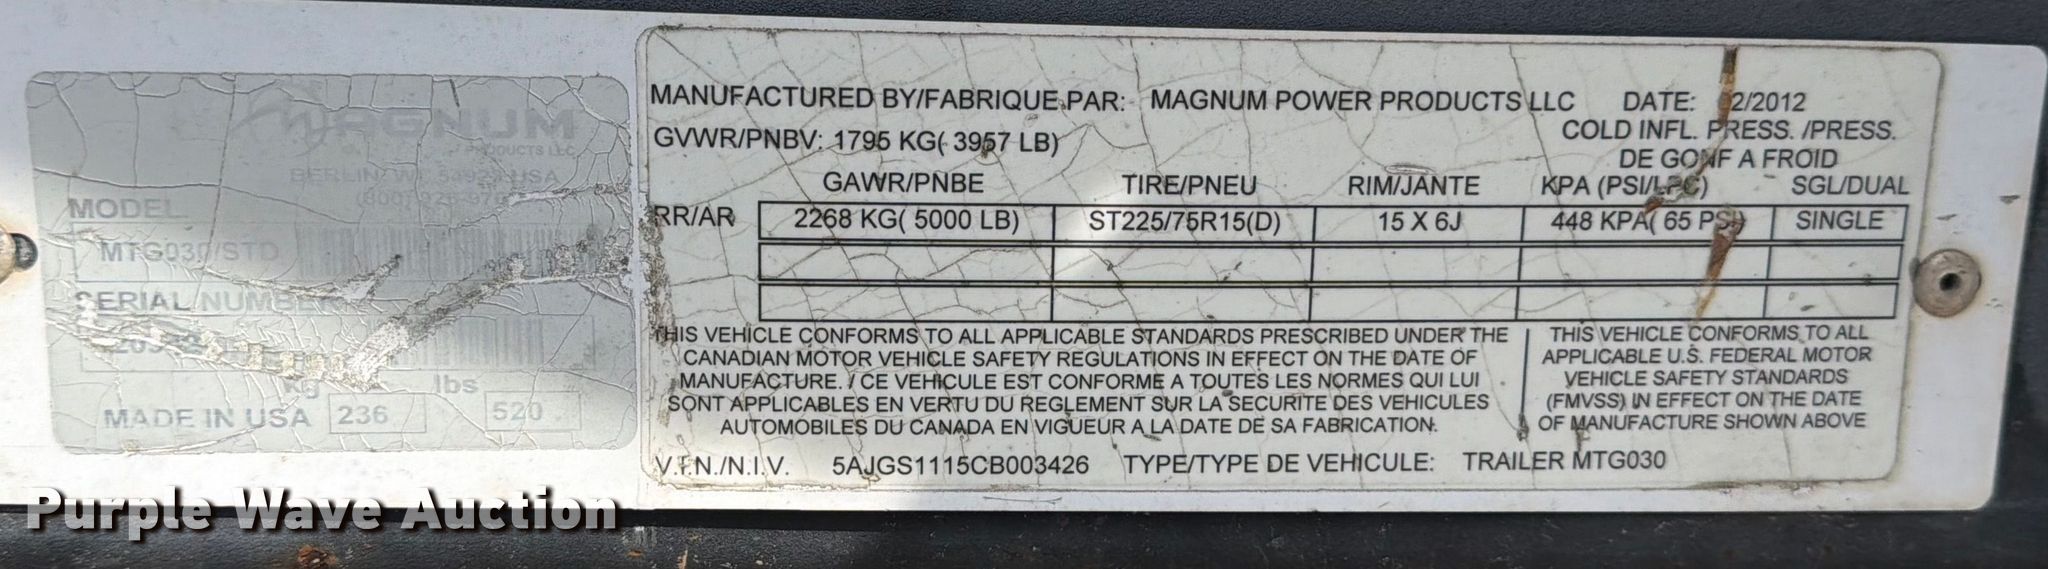 MAGNUM
PRODUCTS LLC
BERLIN, WI USA
MODEL
MTG030/STD
SERIAL NUMBER
kg lbs
MADE IN USA 236 520
MANUFACTURED BY/FABRIQUE PAR: MAGNUM POWER PRODUCTS LLC DATE: 02/2012
GVWR/PNBV: 1795 KG( 3957 LB)
COLD INFL. PRESS. /PRESS.
DE GONF A FROID
GAWR/PNBE TIRE/PNEU RIM/JANTE KPA (PSI/LPC) SGL/DUAL
RR/AR 2268 KG( 5000 LB) ST225/75R15(D) 15 X 6J 448 KPA( 65 PSI) SINGLE
THIS VEHICLE CONFORMS TO ALL APPLICABLE STANDARDS PRESCRIBED UNDER THE
CANADIAN MOTOR VEHICLE SAFETY REGULATIONS IN EFFECT ON THE DATE OF
MANUFACTURE. / CE VEHICULE EST CONFORME A TOUTES LES NORMES QUI LUI
SONT APPLICABLES EN VERTU DU REGLEMENT SUR LA SECURITE DES VEHICULES
AUTOMOBILES DU CANADA EN VIGUEUR A LA DATE DE SA FABRICATION.
THIS VEHICLE CONFORMS TO ALL
APPLICABLE U.S. FEDERAL MOTOR
VEHICLE SAFETY STANDARDS
(FMVSS) IN EFFECT ON THE DATE
OF MANUFACTURE SHOWN ABOVE
V.I.N./N.I.V. 5AJGS1115CB003426 TYPE/TYPE DE VEHICULE: TRAILER MTG030
Purple Wave Auction